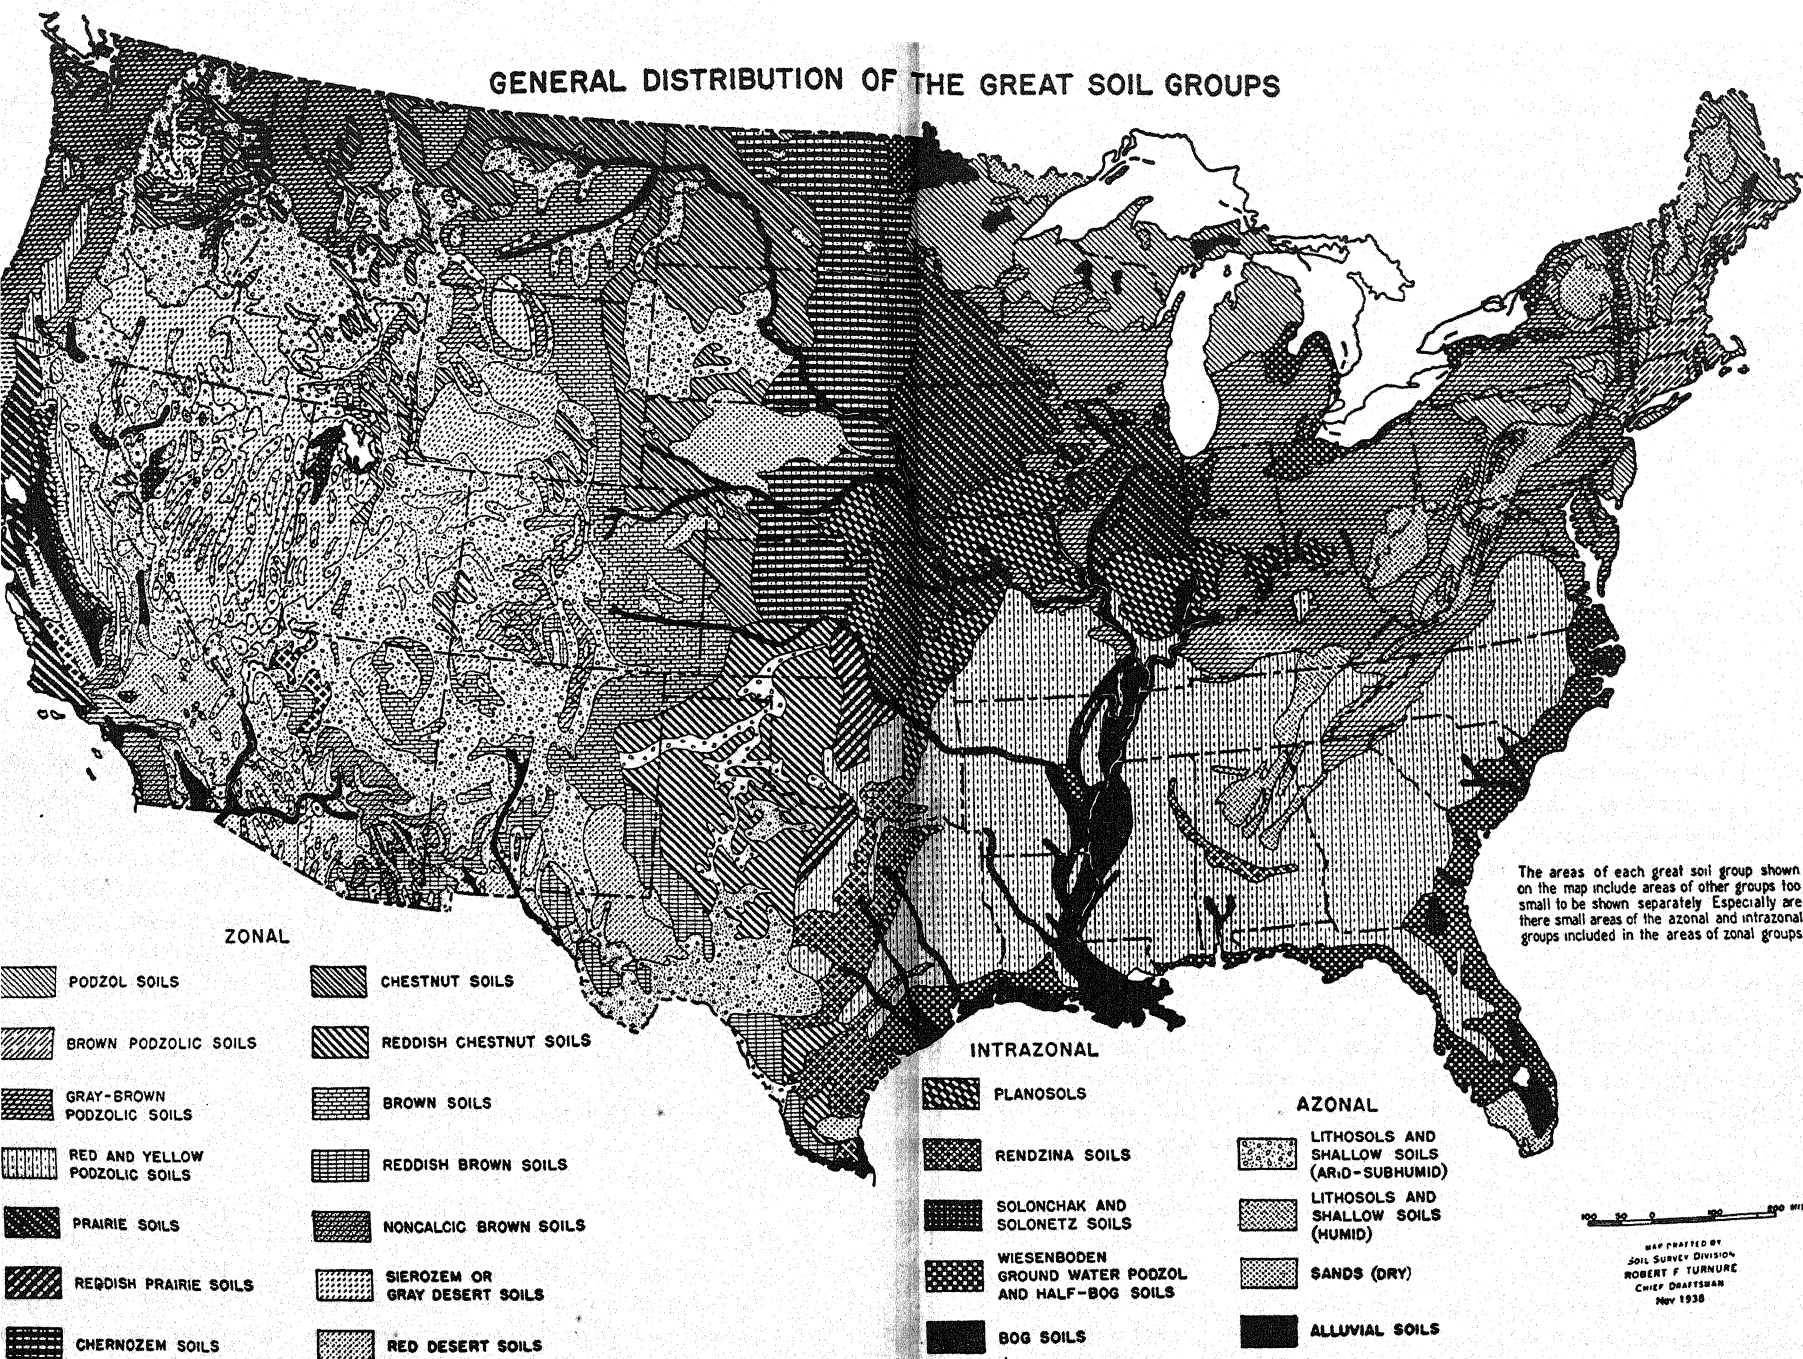 GENERAL DISTRIBUTION OF THE GREAT SOIL GROUPS
The areas of each great soil group shown
on the map include areas of other groups too
small to be shown separately Especially are
there small areas of the azonal and intrazonal
groups included in the areas of zonal groups
ZONAL
PODZOL SOILS
BROWN PODZOLIC SOILS
GRAY-BROWN
PODZOLIC SOILS
RED AND YELLOW
PODZOLIC SOILS
PRAIRIE SOILS
REDDISH PRAIRIE SOILS
CHERNOZEM SOILS
CHESTNUT SOILS
REDDISH CHESTNUT SOILS
BROWN SOILS
REDDISH BROWN SOILS
NONCALCIC BROWN SOILS
SIEROZEM OR
GRAY DESERT SOILS
RED DESERT SOILS
INTRAZONAL
PLANOSOLS
RENDZINA SOILS
SOLONCHAK AND
SOLONETZ SOILS
WIESENBODEN
GROUND WATER PODZOL
AND HALF-BOG SOILS
BOG SOILS
AZONAL
LITHOSOLS AND
SHALLOW SOILS
(ARID-SUBHUMID)
LITHOSOLS AND
SHALLOW SOILS
(HUMID)
SANDS (DRY)
ALLUVIAL SOILS
100 50 0 100 200
MAP DRAFTED BY
SOIL SURVEY DIVISION
ROBERT F TURNURE
CHIEF DRAFTSMAN
Nov 1938